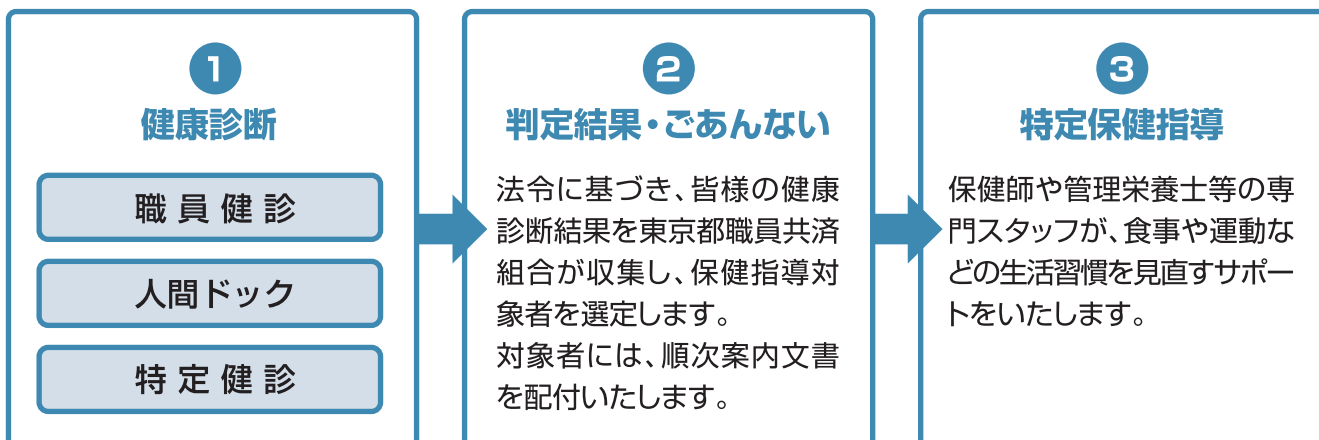 1
健康診断
職員健診
人間ドック
特定健診
2
判定結果・ごあんない
法令に基づき、皆様の健康
診断結果を東京都職員共済
組合が収集し、保健指導対
象者を選定します。
対象者には、順次案内文書
を配付いたします。
3
特定保健指導
保健師や管理栄養士等の専
門スタッフが、食事や運動な
どの生活習慣を見直すサポー
トをいたします。